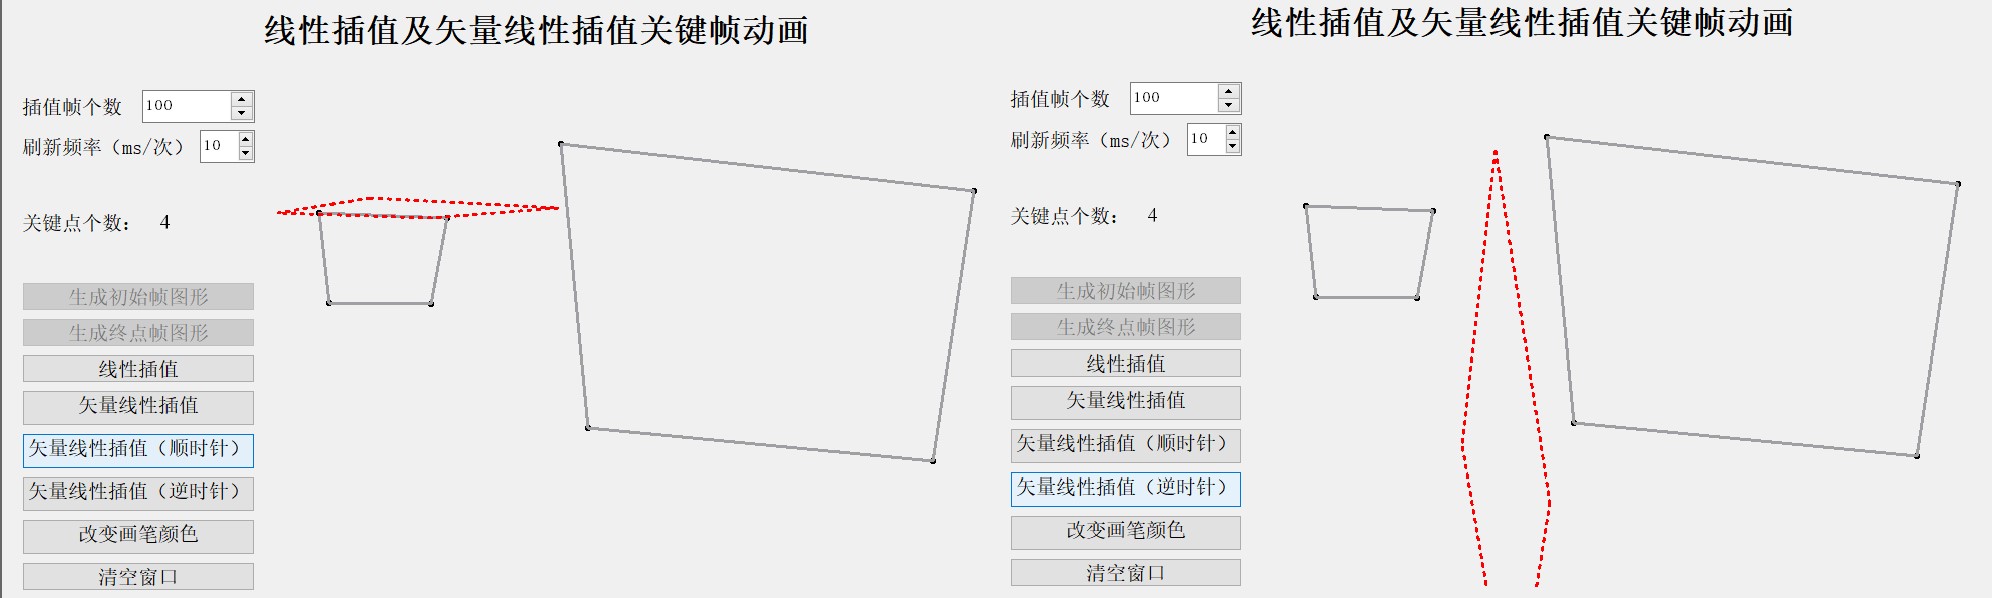 线性插值及矢量线性插值关键帧动画
插值帧个数 100
刷新频率（ms/次） 10
关键点个数： 4
生成初始帧图形
生成终点帧图形
线性插值
矢量线性插值
矢量线性插值（顺时针）
矢量线性插值（逆时针）
改变画笔颜色
清空窗口
线性插值及矢量线性插值关键帧动画
插值帧个数 100
刷新频率（ms/次） 10
关键点个数： 4
生成初始帧图形
生成终点帧图形
线性插值
矢量线性插值
矢量线性插值（顺时针）
矢量线性插值（逆时针）
改变画笔颜色
清空窗口